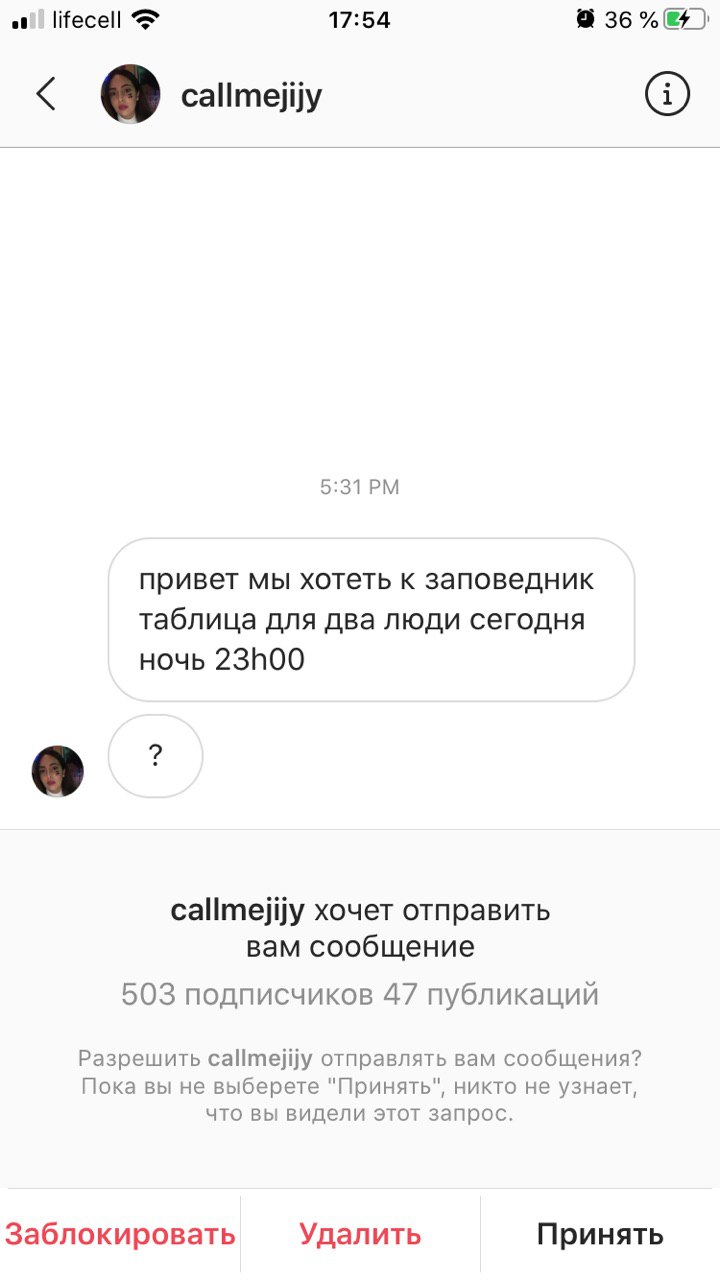 lifecell 17:54 36 %
callmejijy
5:31 PM
привет мы хотеть к заповедник
таблица для два люди сегодня
ночь 23h00
?
callmejijy хочет отправить
вам сообщение
503 подписчиков 47 публикаций
Разрешить callmejijy отправлять вам сообщения?
Пока вы не выберете "Принять", никто не узнает,
что вы видели этот запрос.
Заблокировать Удалить Принять